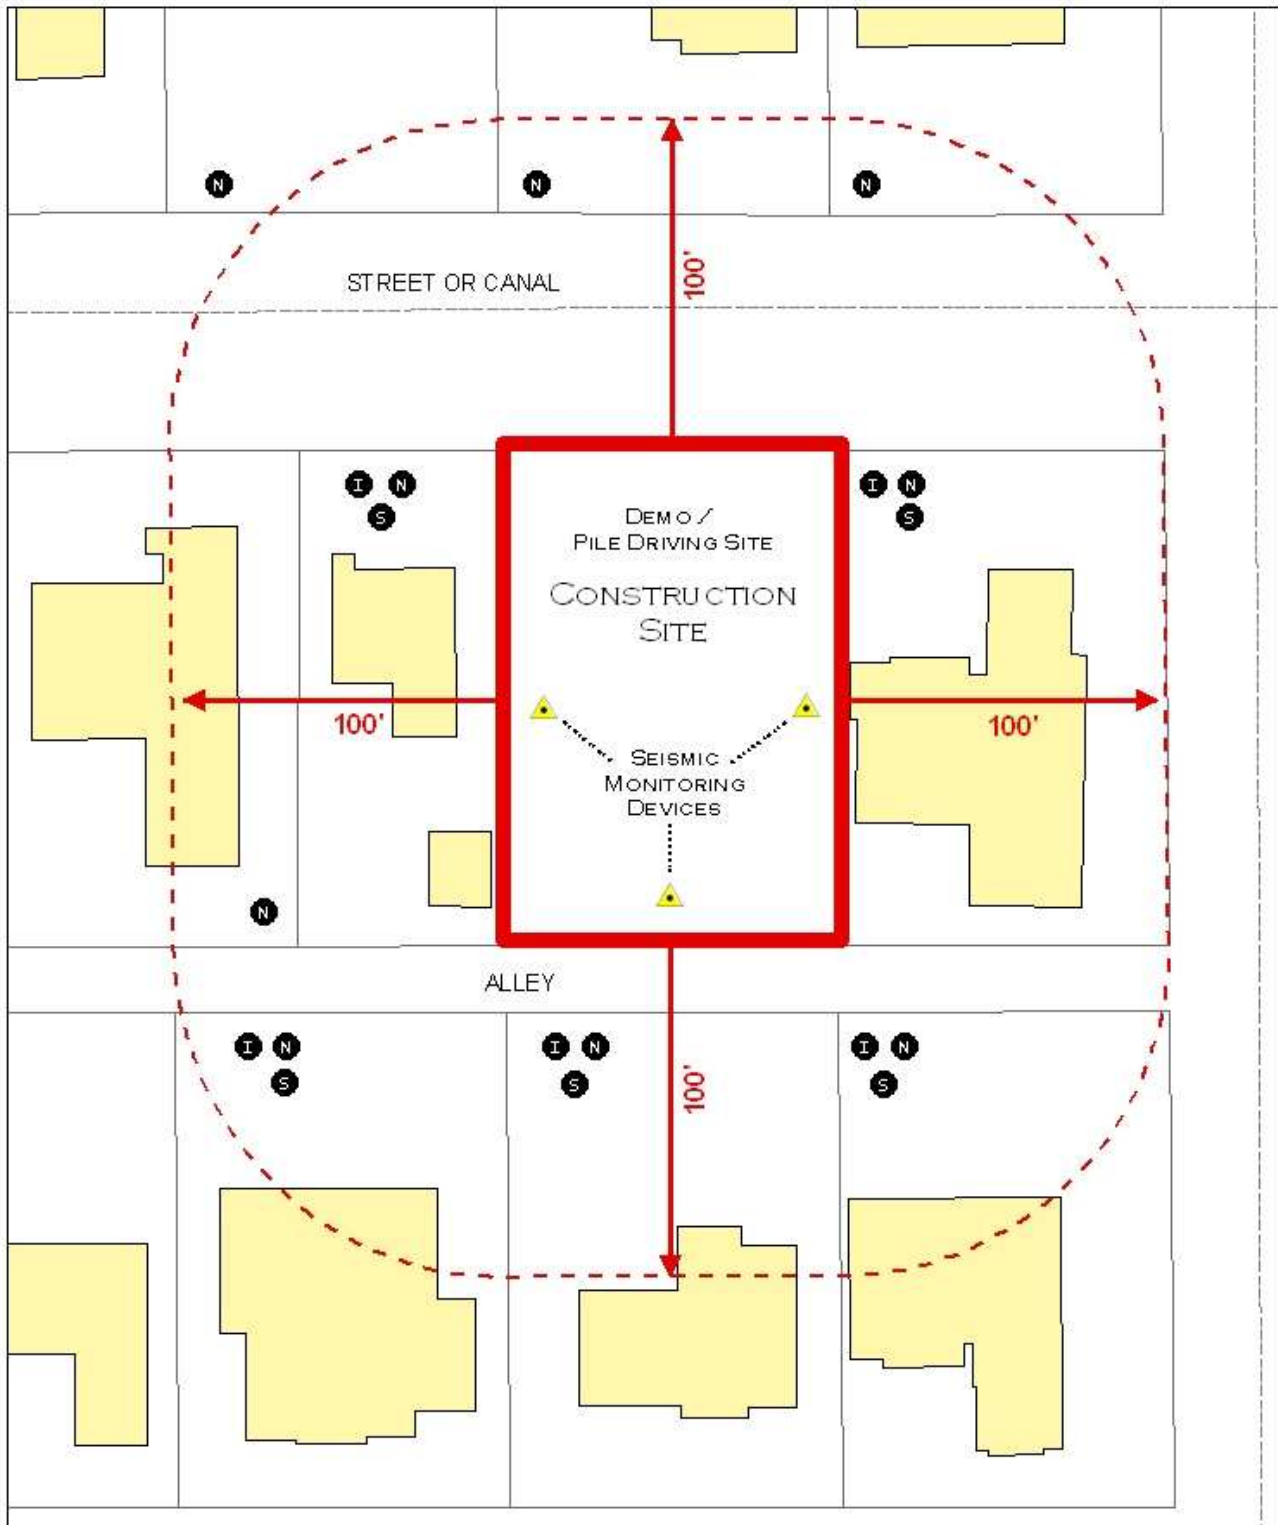 N N N
STREET OR CANAL
100'
I N
S
I N
S
DEMO /
PILE DRIVING SITE
CONSTRUCTION
SITE
100'
100'
SEISMIC
MONITORING
DEVICES
N
ALLEY
I N
S
I N
S
I N
S
100'